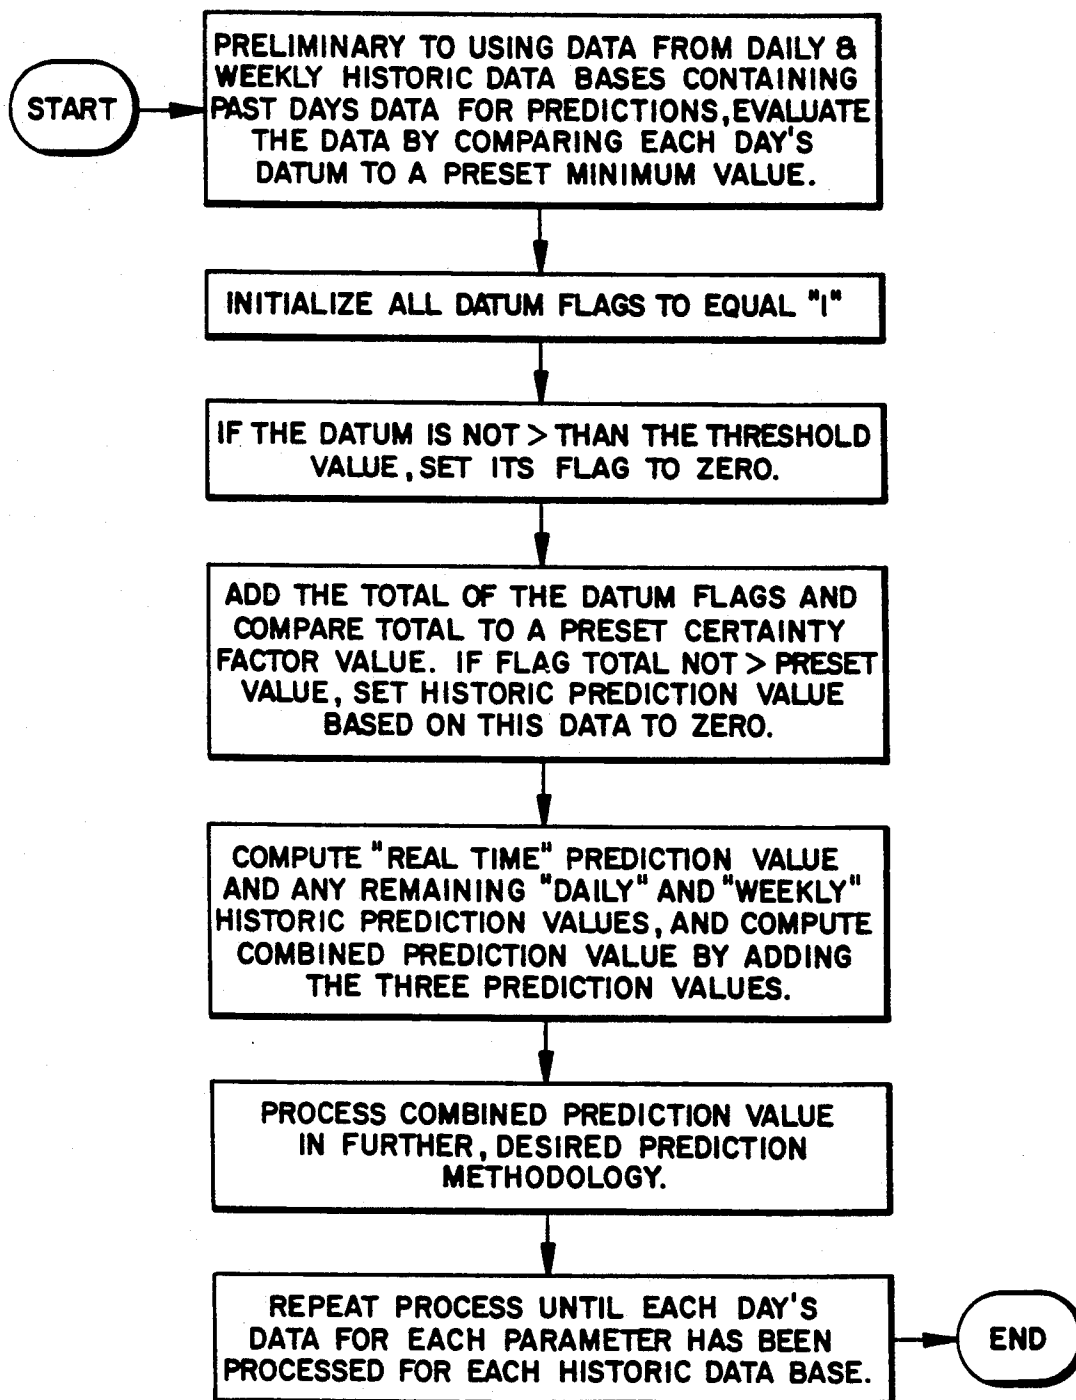 START
PRELIMINARY TO USING DATA FROM DAILY &
WEEKLY HISTORIC DATA BASES CONTAINING
PAST DAYS DATA FOR PREDICTIONS, EVALUATE
THE DATA BY COMPARING EACH DAY'S
DATUM TO A PRESET MINIMUM VALUE.
INITIALIZE ALL DATUM FLAGS TO EQUAL "1"
IF THE DATUM IS NOT > THAN THE THRESHOLD
VALUE, SET ITS FLAG TO ZERO.
ADD THE TOTAL OF THE DATUM FLAGS AND
COMPARE TOTAL TO A PRESET CERTAINTY
FACTOR VALUE. IF FLAG TOTAL NOT > PRESET
VALUE, SET HISTORIC PREDICTION VALUE
BASED ON THIS DATA TO ZERO.
COMPUTE "REAL TIME" PREDICTION VALUE
AND ANY REMAINING "DAILY" AND "WEEKLY"
HISTORIC PREDICTION VALUES, AND COMPUTE
COMBINED PREDICTION VALUE BY ADDING
THE THREE PREDICTION VALUES.
PROCESS COMBINED PREDICTION VALUE
IN FURTHER, DESIRED PREDICTION
METHODOLOGY.
REPEAT PROCESS UNTIL EACH DAY'S
DATA FOR EACH PARAMETER HAS BEEN
PROCESSED FOR EACH HISTORIC DATA BASE.
END